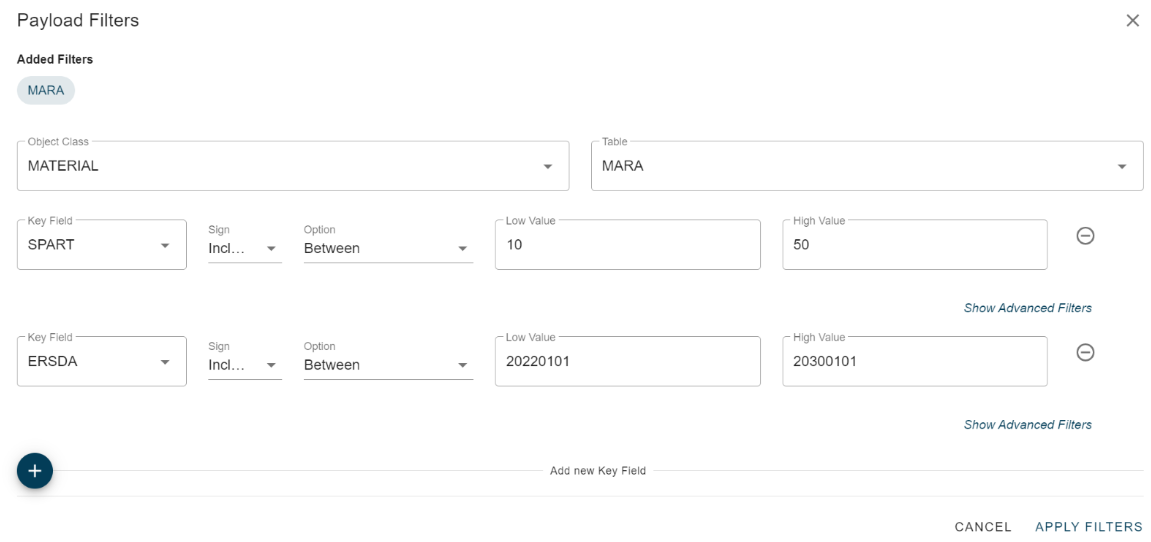 Payload Filters
Added Filters
MARA
Object Class
MATERIAL
Table
MARA
Key Field
SPART
Sign
Incl...
Option
Between
Low Value
10
High Value
50
Show Advanced Filters
Key Field
ERSDA
Sign
Incl...
Option
Between
Low Value
20220101
High Value
20300101
Show Advanced Filters
Add new Key Field
CANCEL APPLY FILTERS